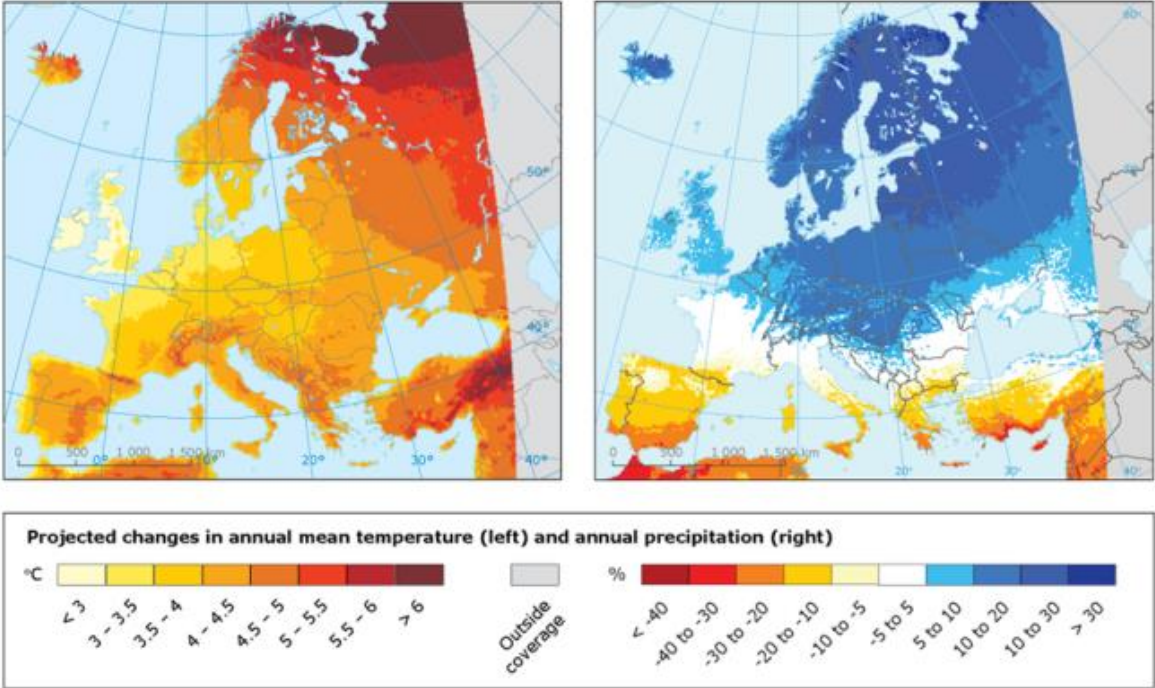 60°
50°
50°
40°
0 500 1 000 1 500 km
0° 10° 20° 30° 40°
0 500 1 000 1 500 km
20° 30° 40°
Projected changes in annual mean temperature (left) and annual precipitation (right)
°C
< 3
3 – 3.5
3.5 – 4
4 – 4.5
4.5 – 5
5 – 5.5
5.5 – 6
> 6
Outside
coverage
%
< -40
-40 to -30
-30 to -20
-20 to -10
-10 to -5
-5 to 5
5 to 10
10 to 20
10 to 30
> 30